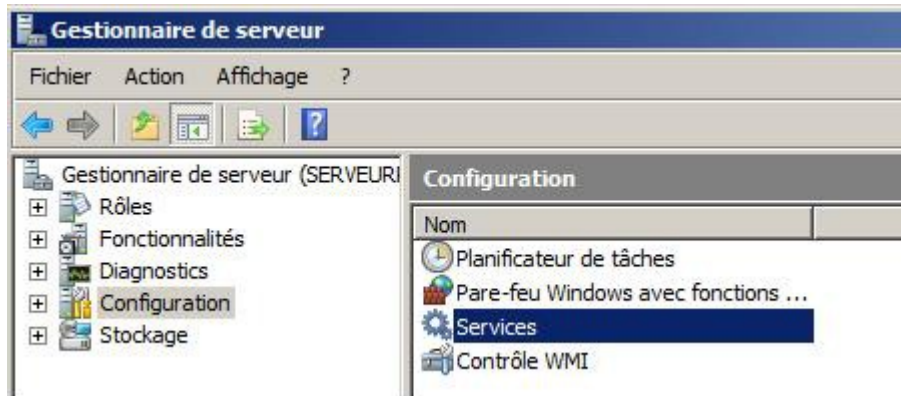 Gestionnaire de serveur
Fichier Action Affichage ?
Gestionnaire de serveur (SERVEUR
Rôles
Fonctionnalités
Diagnostics
Configuration
Stockage
Configuration
Nom
Planificateur de tâches
Pare-feu Windows avec fonctions ...
Services
Contrôle WMI